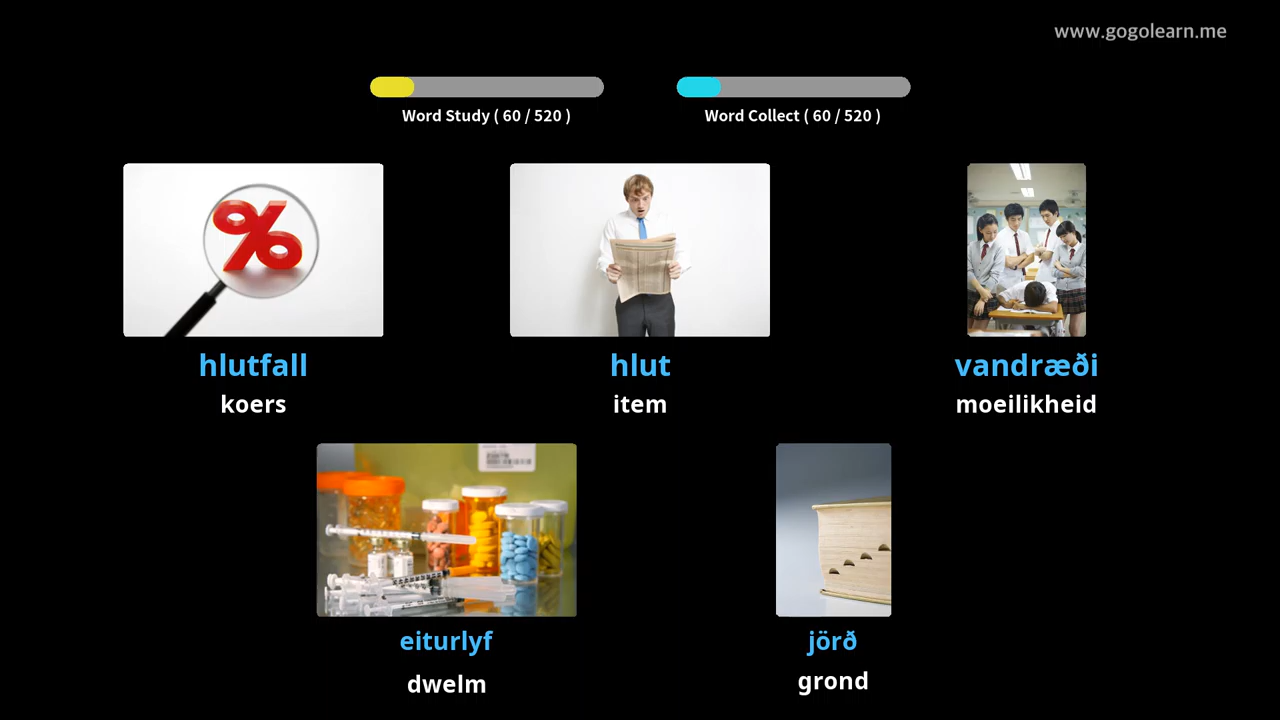 www.gogolearn.me
Word Study ( 60 / 520 )
Word Collect ( 60 / 520 )
%
hlutfall
koers
hlut
item
vandræði
moeilikheid
eiturlyf
dwelm
jörð
grond